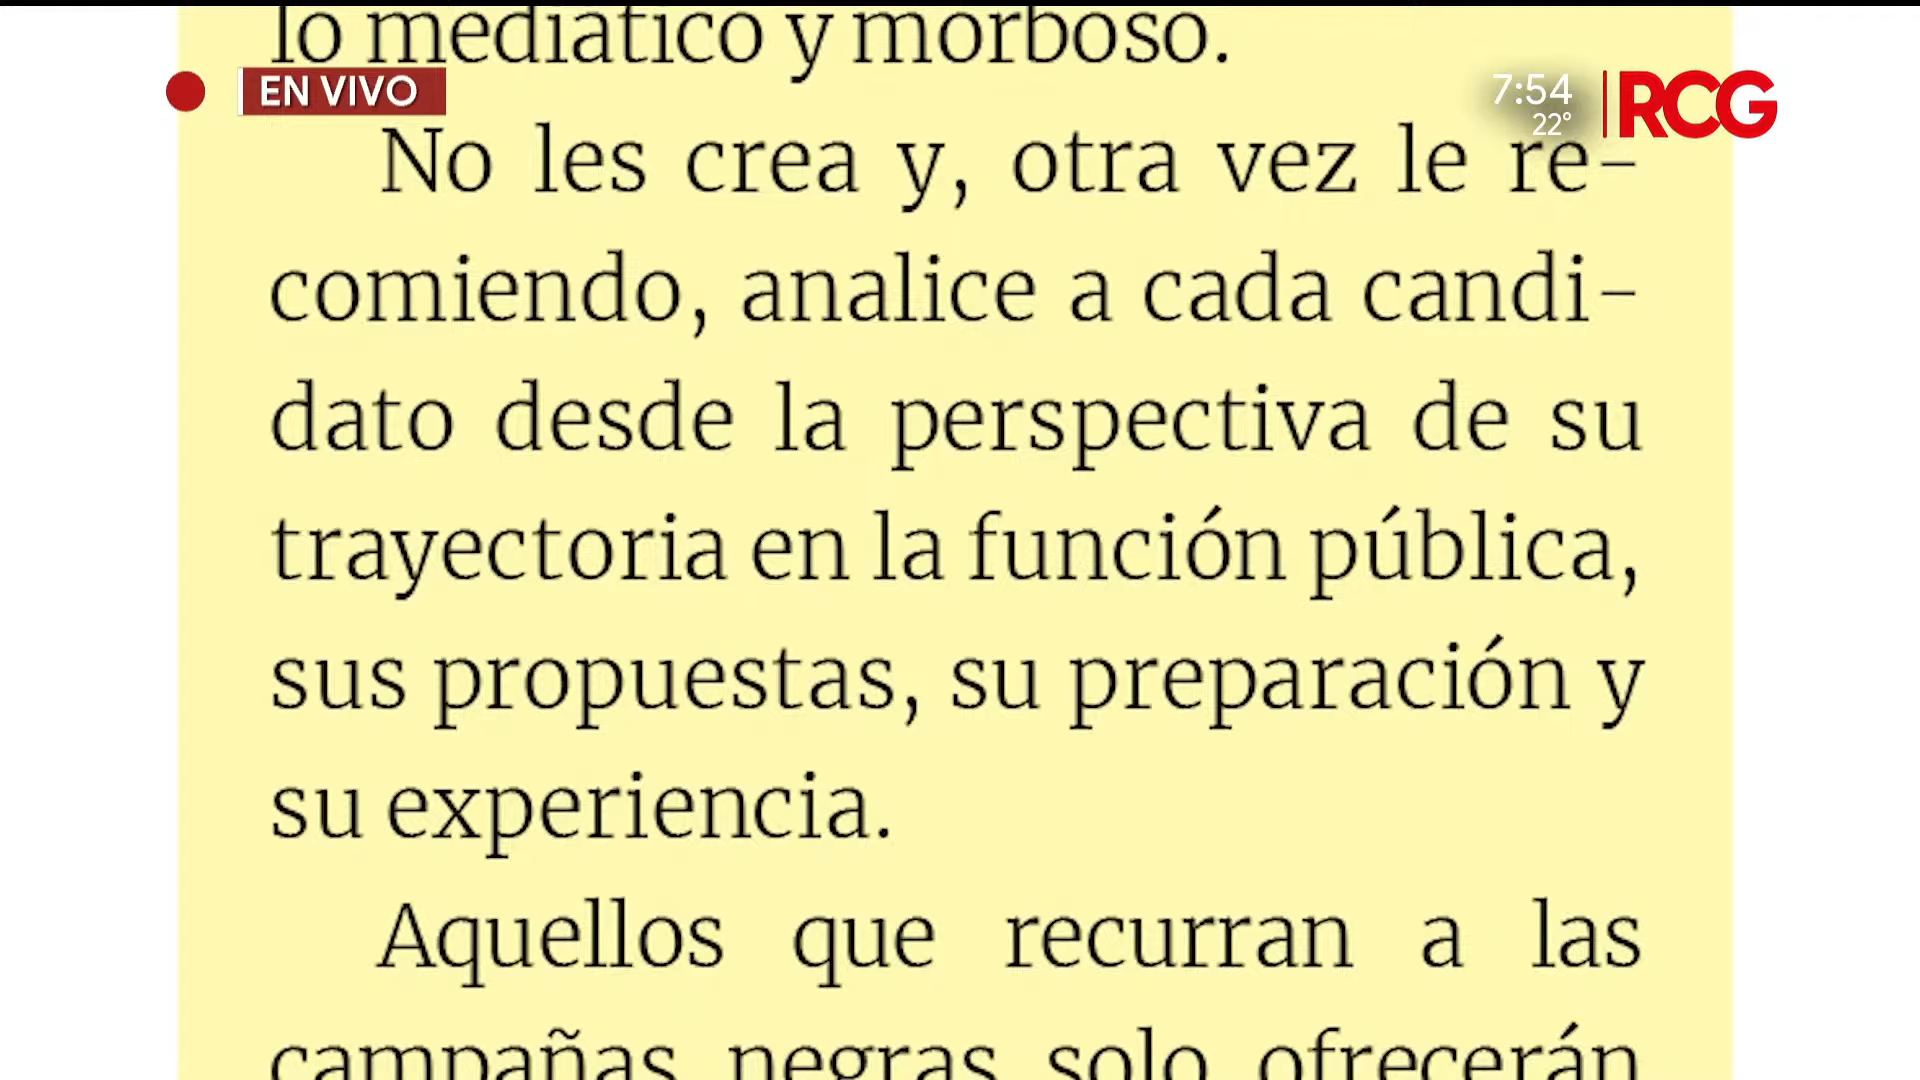 lo mediático y morboso.
EN VIVO
7:54
22°
RCG
No les crea y, otra vez le re-
comiendo, analice a cada candi-
dato desde la perspectiva de su
trayectoria en la función pública,
sus propuestas, su preparación y
su experiencia.
Aquellos que recurran a las
campañas negras solo ofrecerán